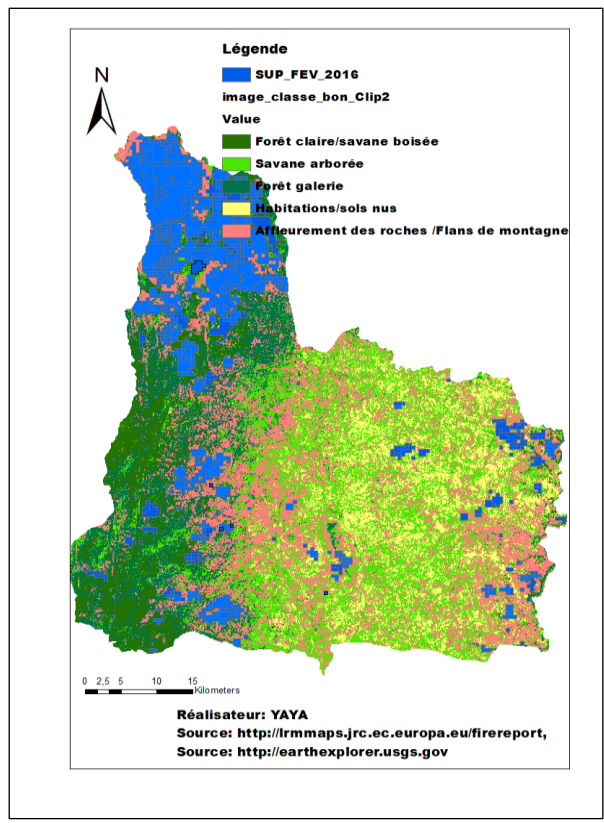 Légende
N
SUP_FEV_2016
image_classe_bon_Clip2
Value
Forêt claire/savane boisée
Savane arborée
Forêt galerie
Habitations/sols nus
Affleurement des roches /Flans de montagne
0 2,5 5 10 15
Kilometers
Réalisateur: YAYA
Source: http://lrmmaps.jrc.ec.europa.eu/firereport,
Source: http://earthexplorer.usgs.gov